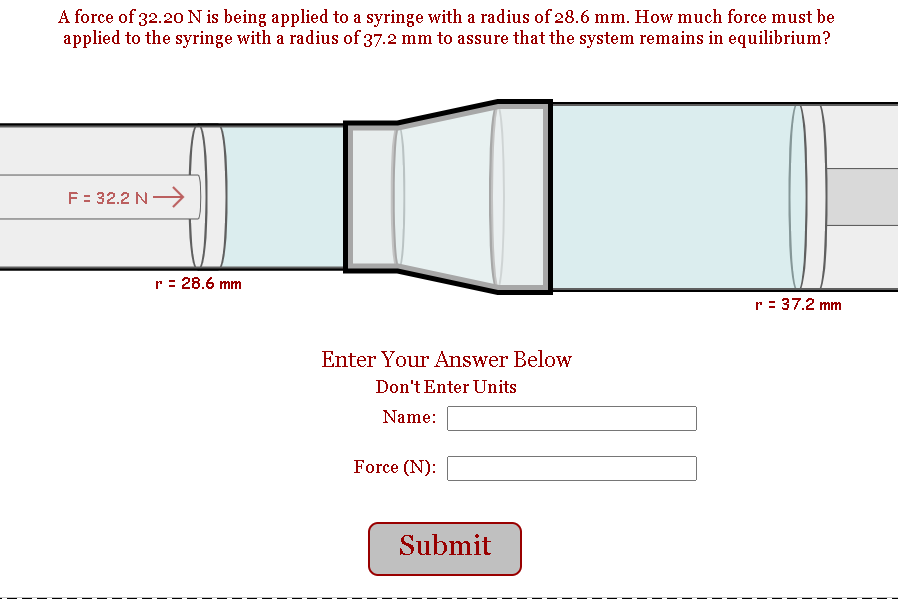 A force of 32.20 N is being applied to a syringe with a radius of 28.6 mm. How much force must be
applied to the syringe with a radius of 37.2 mm to assure that the system remains in equilibrium?
F = 32.2 N
r = 28.6 mm
r = 37.2 mm
Enter Your Answer Below
Don't Enter Units
Name:
Force (N):
Submit